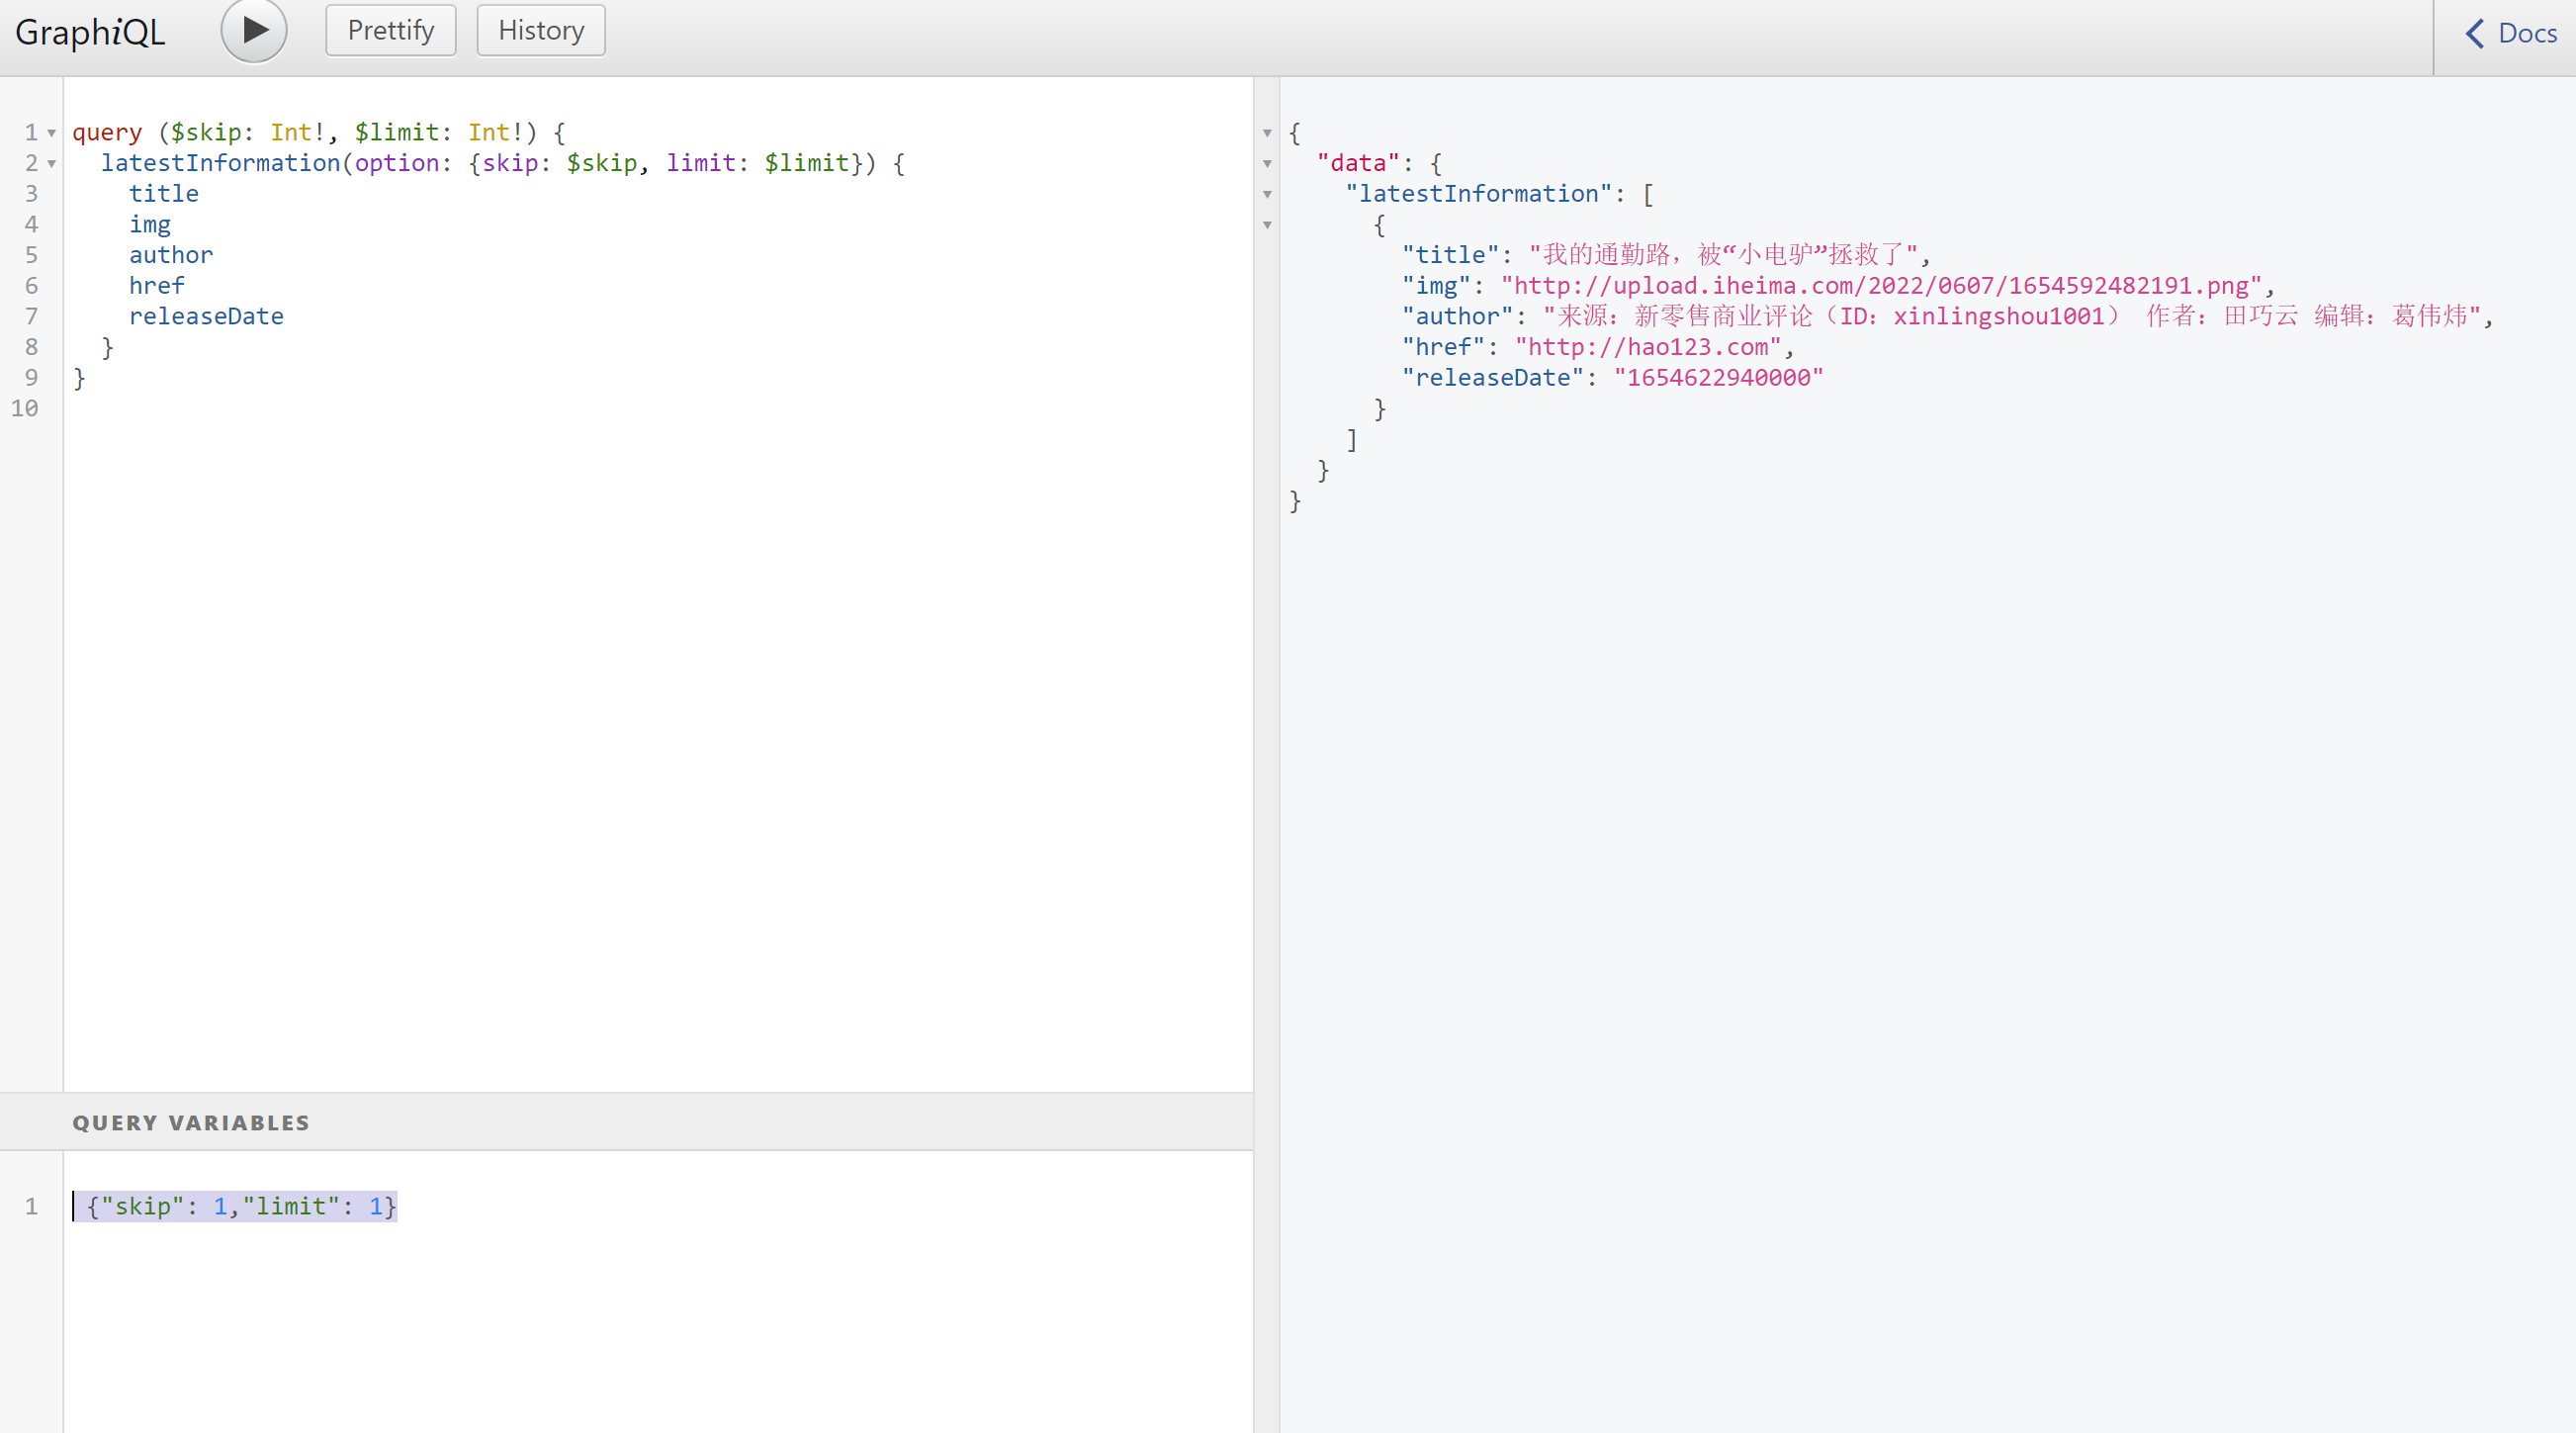 GraphiQL
Prettify
History
Docs
1 query ($skip: Int!, $limit: Int!) {
2   latestInformation(option: {skip: $skip, limit: $limit}) {
3     title
4     img
5     author
6     href
7     releaseDate
8   }
9 }
10
QUERY VARIABLES
1  {"skip": 1,"limit": 1}
{
  "data": {
    "latestInformation": [
      {
        "title": "我的通勤路，被“小电驴”拯救了",
        "img": "http://upload.iheima.com/2022/0607/1654592482191.png",
        "author": "来源：新零售商业评论（ID：xinlingshou1001） 作者：田巧云 编辑：葛伟炜",
        "href": "http://hao123.com",
        "releaseDate": "1654622940000"
      }
    ]
  }
}